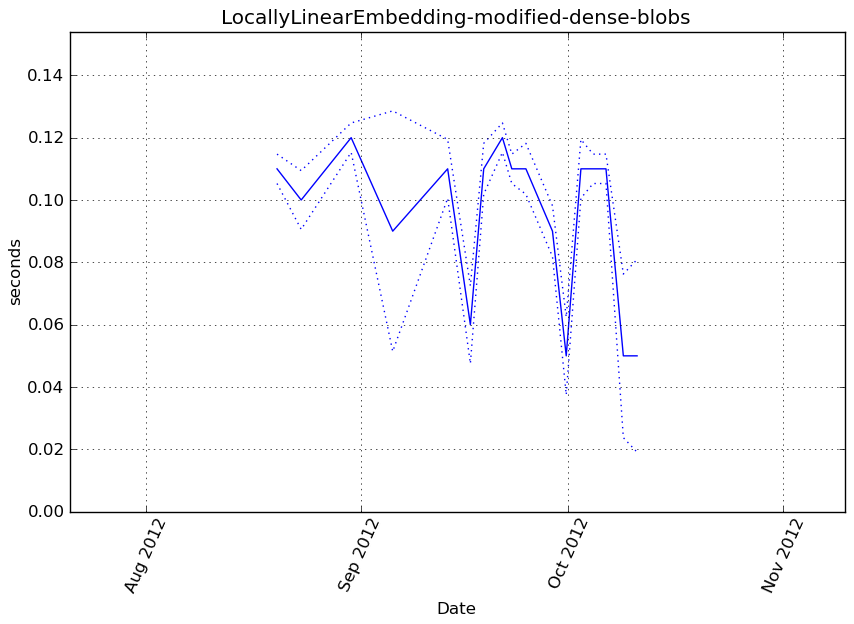 LocallyLinearEmbedding-modified-dense-blobs
0.14
0.12
0.10
0.08
0.06
0.04
0.02
0.00
seconds
Aug 2012
Sep 2012
Oct 2012
Nov 2012
Date